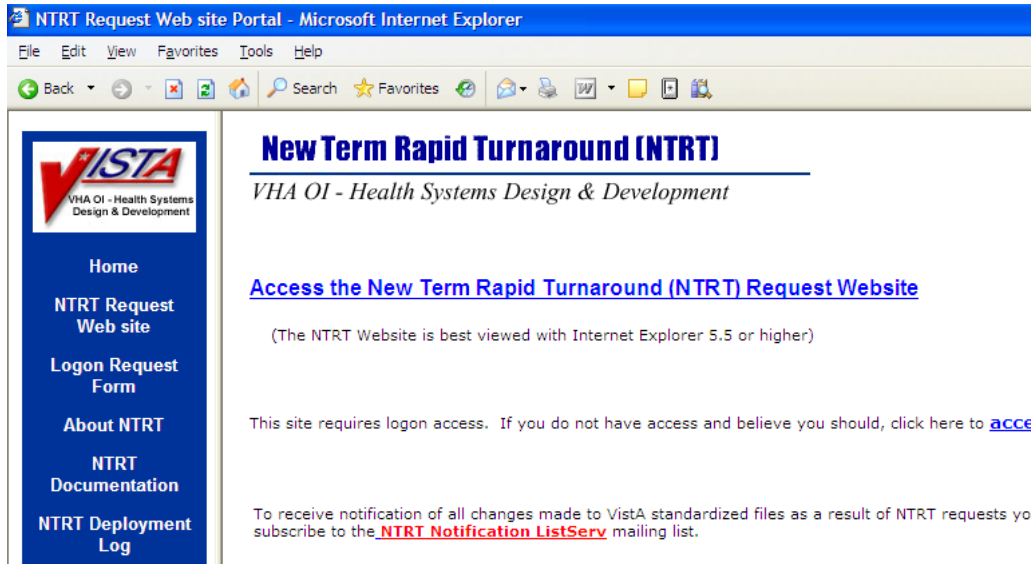 NTRT Request Web site Portal - Microsoft Internet Explorer
File Edit View Favorites Tools Help
Back Search Favorites
VISTA
VHA OI - Health Systems
Design & Development
Home
NTRT Request
Web site
Logon Request
Form
About NTRT
NTRT
Documentation
NTRT Deployment
Log
New Term Rapid Turnaround (NTRT)
VHA OI - Health Systems Design & Development
Access the New Term Rapid Turnaround (NTRT) Request Website
(The NTRT Website is best viewed with Internet Explorer 5.5 or higher)
This site requires logon access. If you do not have access and believe you should, click here to
To receive notification of all changes made to VistA standardized files as a result of NTRT requests
subscribe to the NTRT Notification ListServ mailing list.